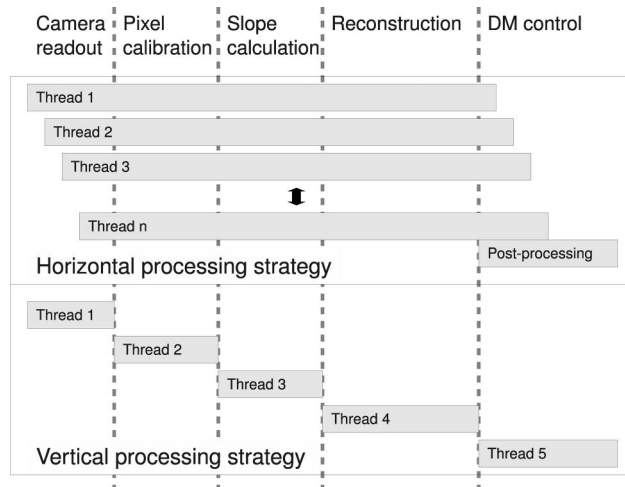 Camera readout
Pixel calibration
Slope calculation
Reconstruction
DM control
Thread 1
Thread 2
Thread 3
Thread n
Post-processing
Horizontal processing strategy
Thread 1
Thread 2
Thread 3
Thread 4
Vertical processing strategy
Thread 5